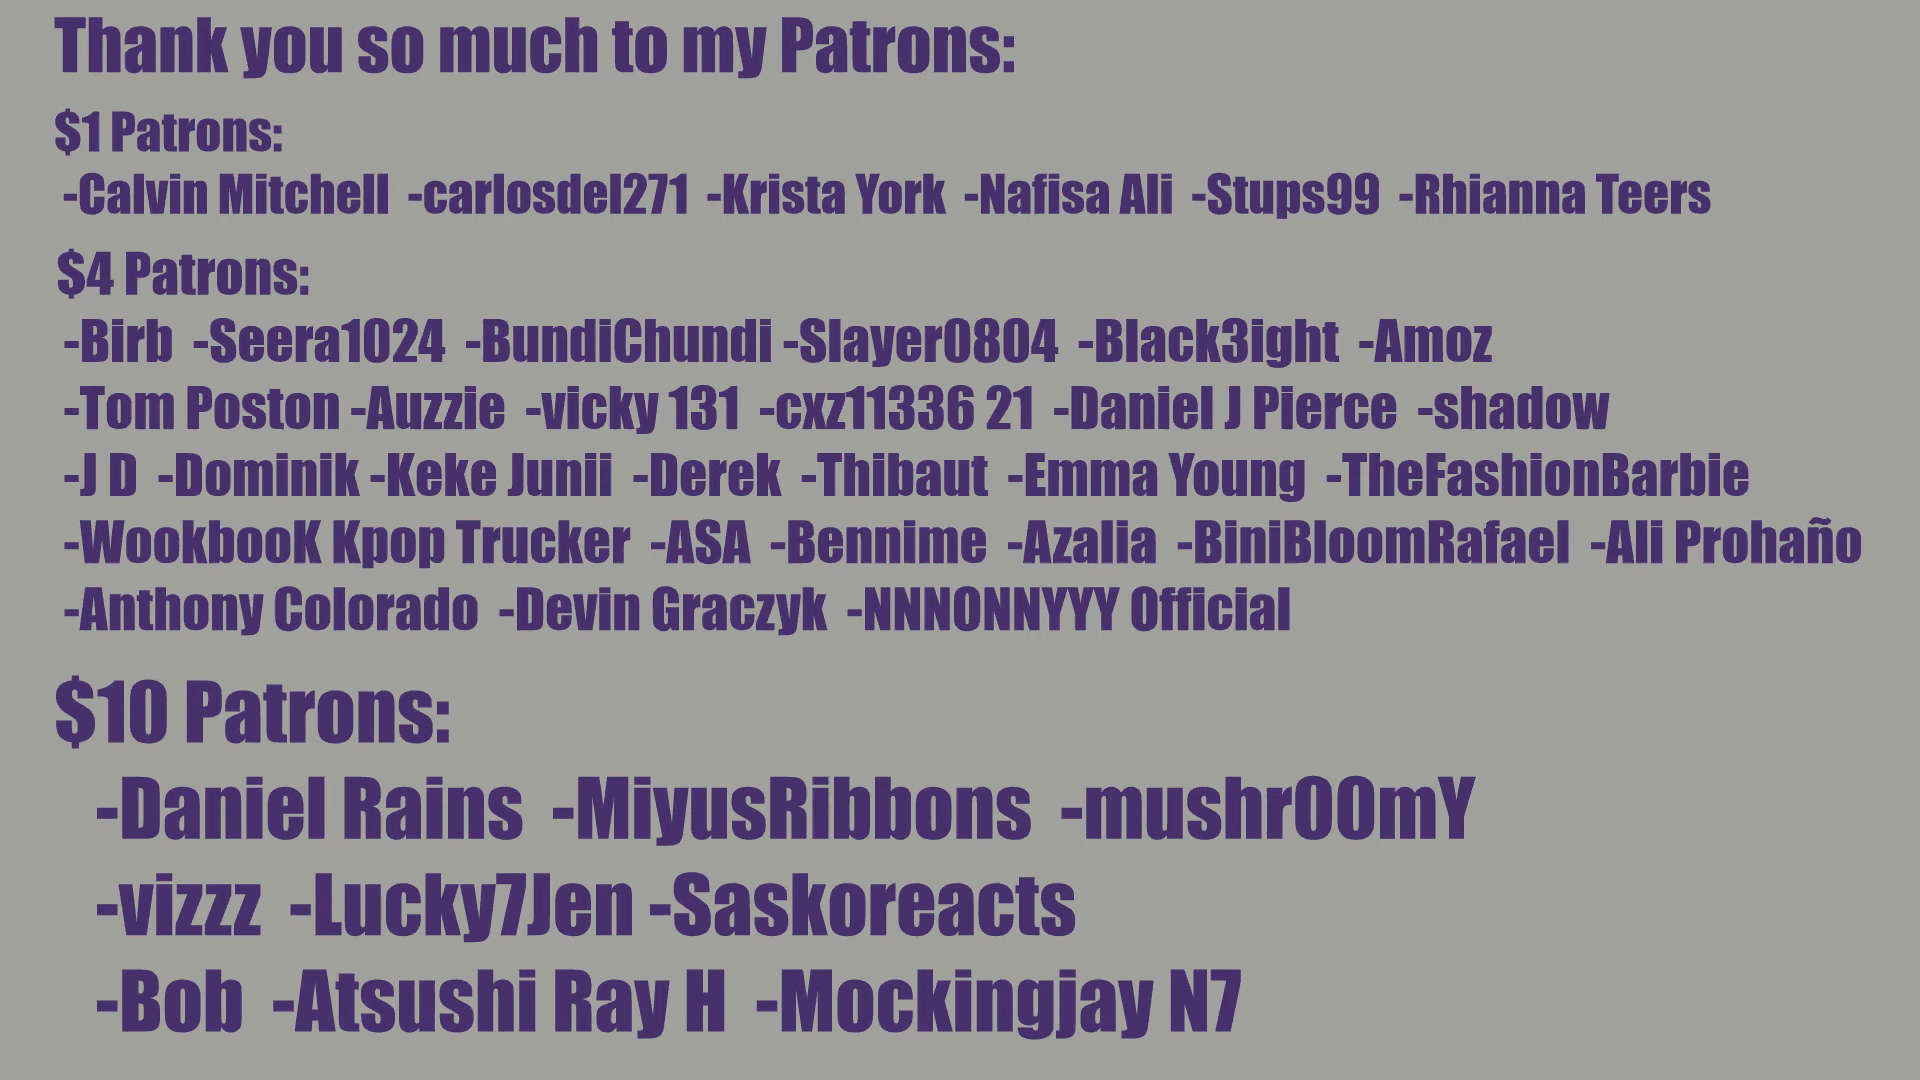 Thank you so much to my Patrons:
$1 Patrons:
-Calvin Mitchell -carlosdel271 -Krista York -Nafisa Ali -Stups99 -Rhianna Teers
$4 Patrons:
-Birb -Seera1024 -BundiChundi -Slayer0804 -Black3ight -Amoz
-Tom Poston -Auzzie -vicky 131 -cxz11336 21 -Daniel J Pierce -shadow
-J D -Dominik -Keke Junii -Derek -Thibaut -Emma Young -TheFashionBarbie
-WookbooK Kpop Trucker -ASA -Bennime -Azalia -BiniBloomRafael -Ali Prohaño
-Anthony Colorado -Devin Graczyk -NNNONNYYY Official
$10 Patrons:
-Daniel Rains -MiyusRibbons -mushr00mY
-vizzz -Lucky7Jen -Saskoreacts
-Bob -Atsushi Ray H -Mockingjay N7